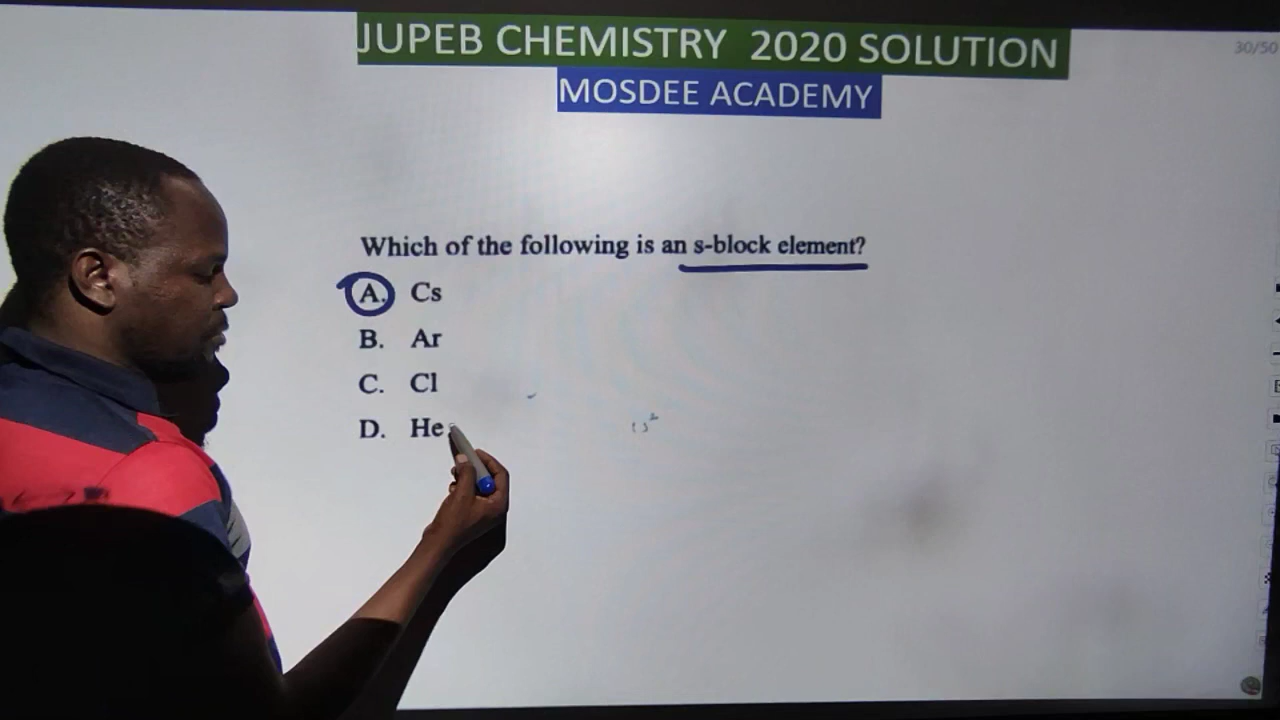 JUPEB CHEMISTRY 2020 SOLUTION
30/50
MOSDEE ACADEMY
Which of the following is an s-block element?
A. Cs
B. Ar
C. Cl
D. He
1s²